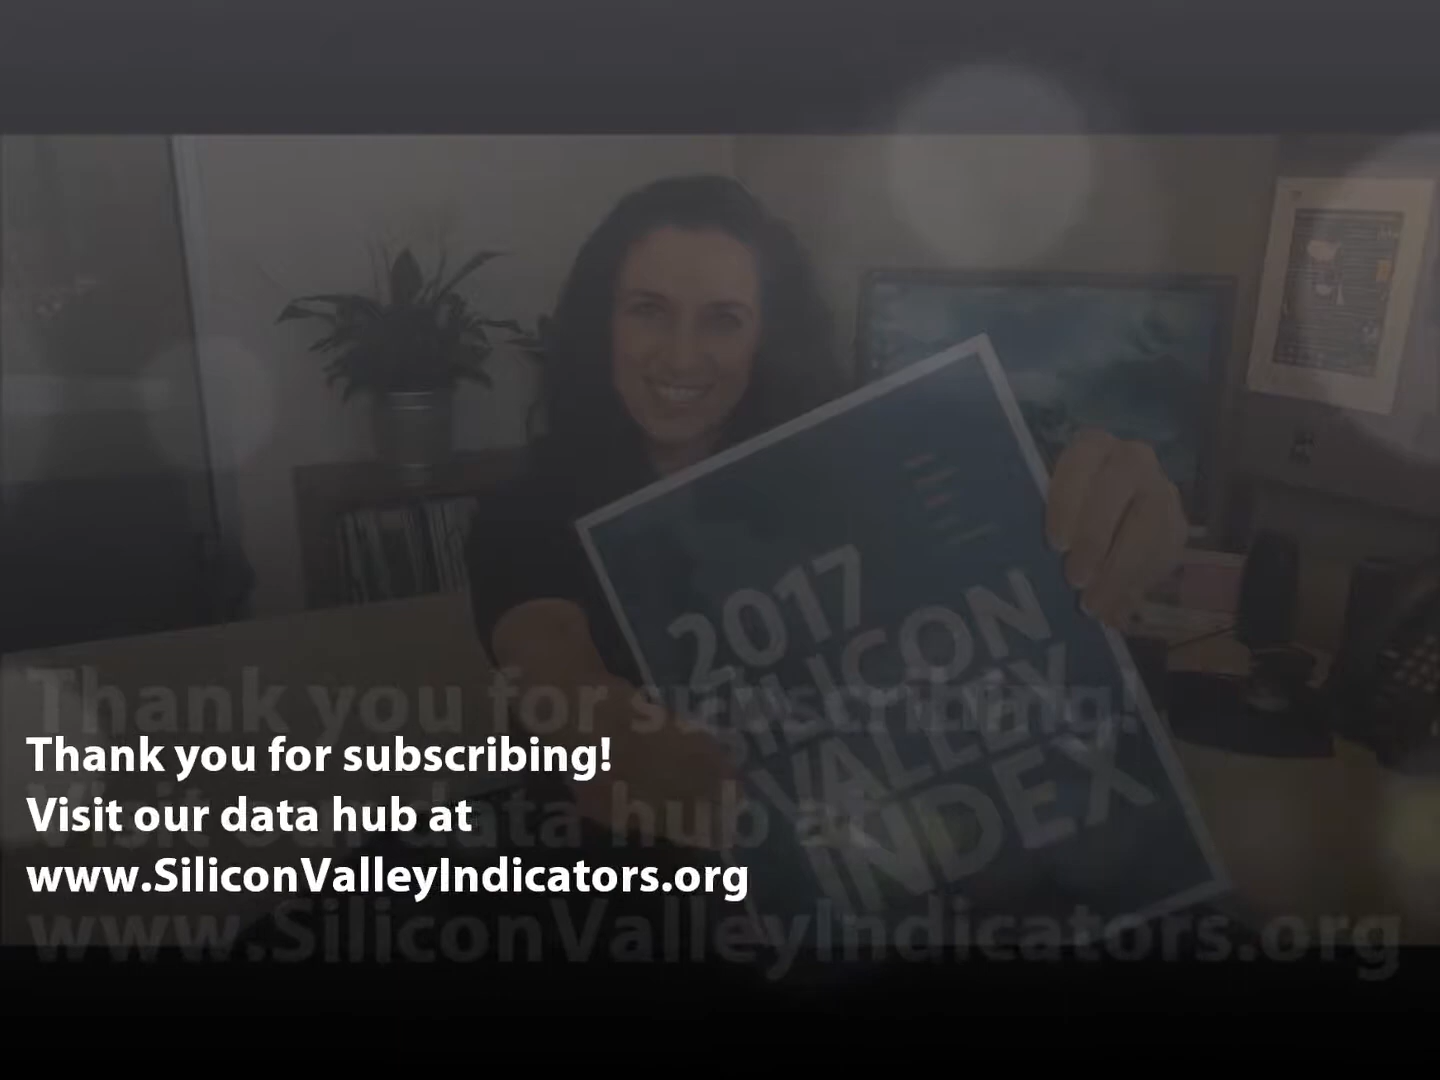 2017
SILICON
VALLEY
INDEX
Thank you for subscribing!
Visit our data hub at
www.SiliconValleyIndicators.org